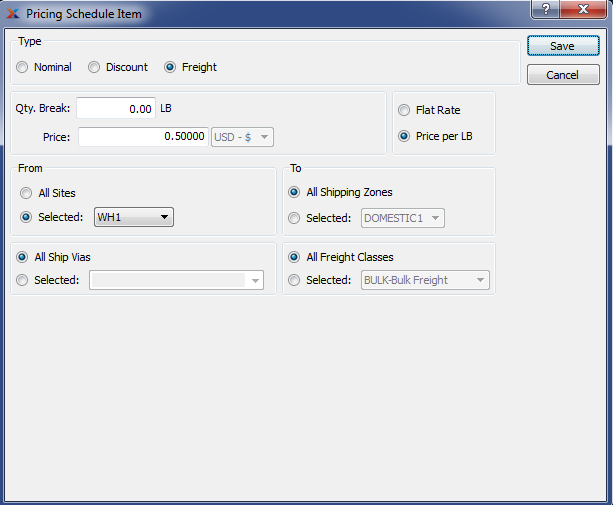 Pricing Schedule Item
Type
Nominal Discount Freight
Save
Cancel
Qty. Break: 0.00 LB
Price: 0.50000 USD - $
Flat Rate
Price per LB
From
All Sites
Selected: WH1
To
All Shipping Zones
Selected: DOMESTIC1
All Ship Vias
Selected:
All Freight Classes
Selected: BULK-Bulk Freight